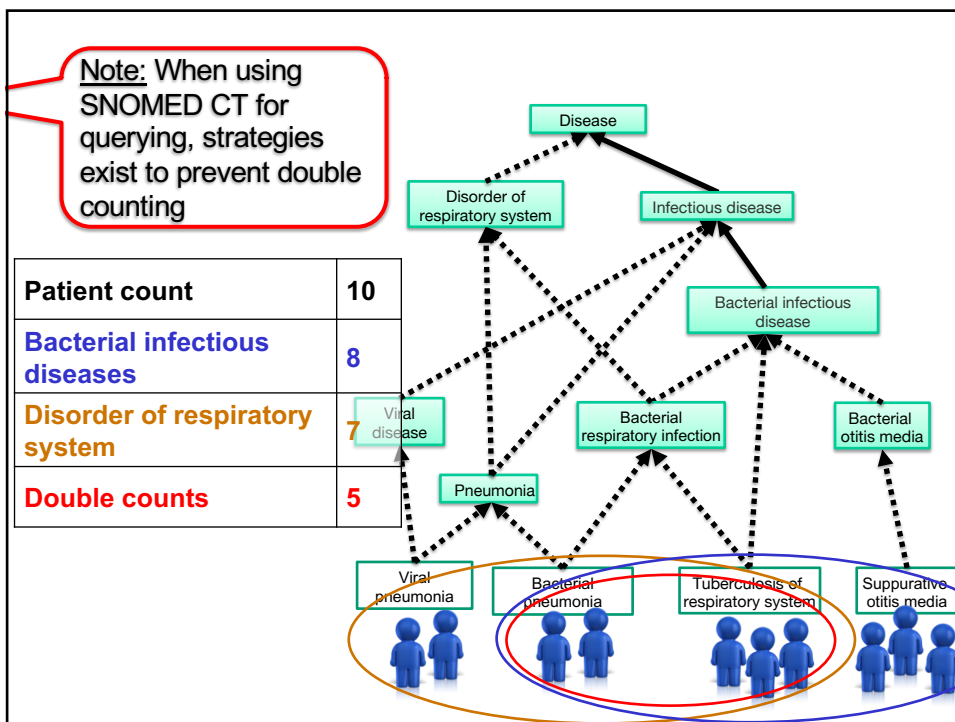 Note: When using
SNOMED CT for
querying, strategies
exist to prevent double
counting
Disease
Disorder of
respiratory system
Infectious disease
Patient count 10
Bacterial infectious
diseases
8
Disorder of respiratory
system
7
Double counts 5
Bacterial infectious
disease
Viral
disease
Bacterial
respiratory infection
Bacterial
otitis media
Pneumonia
Viral
pneumonia
Bacterial
pneumonia
Tuberculosis of
respiratory system
Suppurative
otitis media